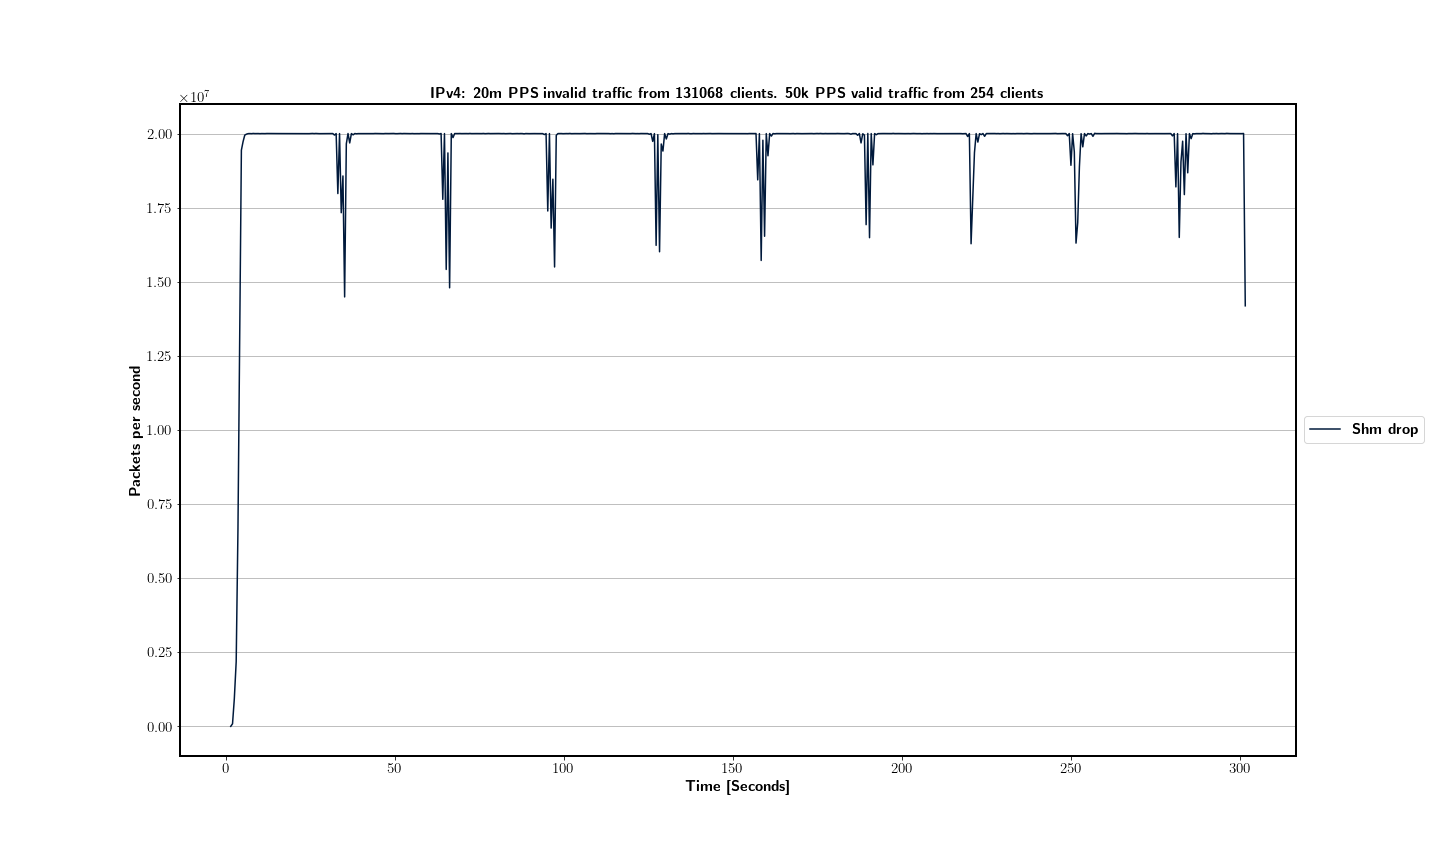 IPv4: 20m PPS invalid traffic from 131068 clients. 50k PPS valid traffic from 254 clients
×10⁷
2.00
1.75
1.50
1.25
1.00
0.75
0.50
0.25
0.00
Packets per second
Shm drop
0 50 100 150 200 250 300
Time [Seconds]